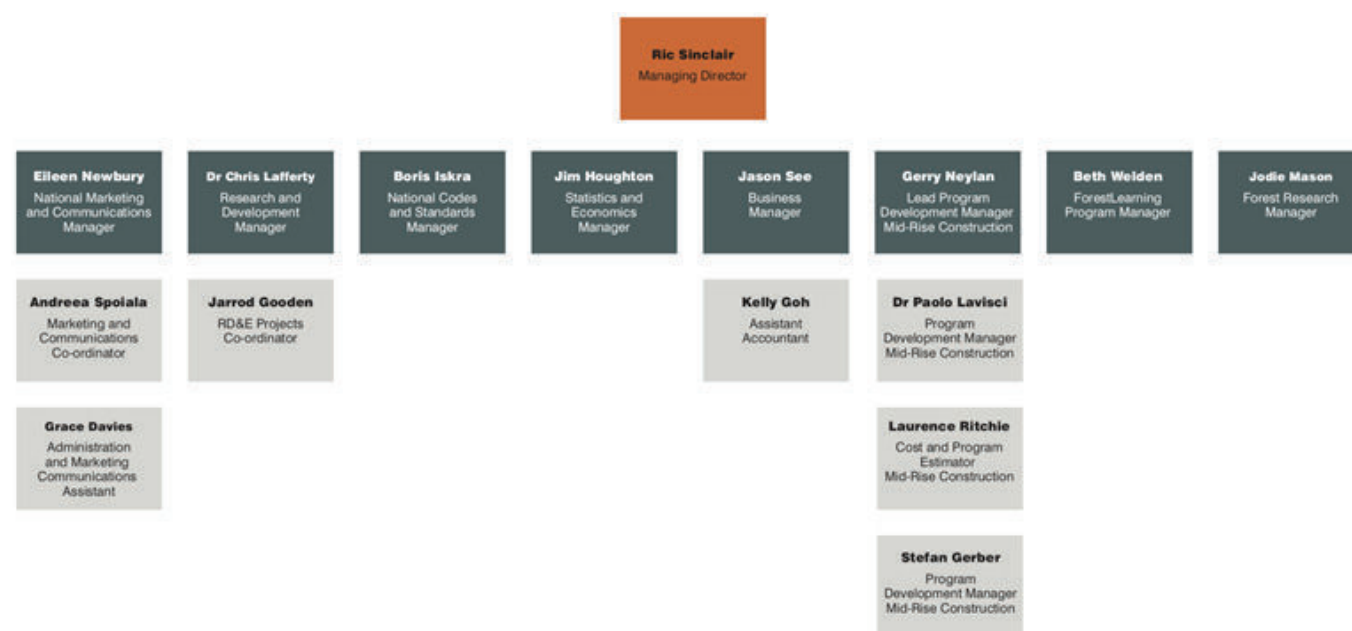 Ric Sinclair
Managing Director
Eileen Newbury
National Marketing
and Communications
Manager
Dr Chris Lafferty
Research and
Development
Manager
Boris Iskra
National Codes
and Standards
Manager
Jim Houghton
Statistics and
Economics
Manager
Jason See
Business
Manager
Gerry Neylan
Lead Program
Development Manager
Mid-Rise Construction
Beth Welden
ForestLearning
Program Manager
Jodie Mason
Forest Research
Manager
Andreea Spoiala
Marketing and
Communications
Co-ordinator
Jarrod Gooden
RD&E Projects
Co-ordinator
Kelly Goh
Assistant
Accountant
Dr Paolo Lavisci
Program
Development Manager
Mid-Rise Construction
Grace Davies
Administration
and Marketing
Communications
Assistant
Laurence Ritchie
Cost and Program
Estimator
Mid-Rise Construction
Stefan Gerber
Program
Development Manager
Mid-Rise Construction